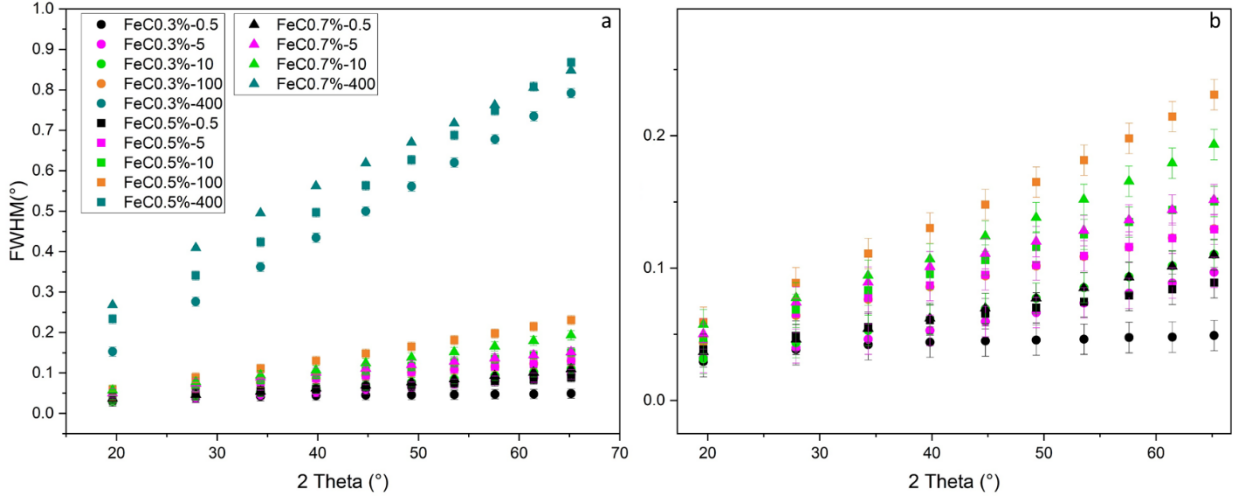 1.0
0.9
0.8
0.7
0.6
0.5
0.4
0.3
0.2
0.1
0.0
FWHM(°)
FeC0.3%-0.5
FeC0.3%-5
FeC0.3%-10
FeC0.3%-100
FeC0.3%-400
FeC0.5%-0.5
FeC0.5%-5
FeC0.5%-10
FeC0.5%-100
FeC0.5%-400
FeC0.7%-0.5
FeC0.7%-5
FeC0.7%-10
FeC0.7%-400
a
20 30 40 50 60 70
2 Theta (°)
b
0.2
0.1
0.0
20 30 40 50 60
2 Theta (°)